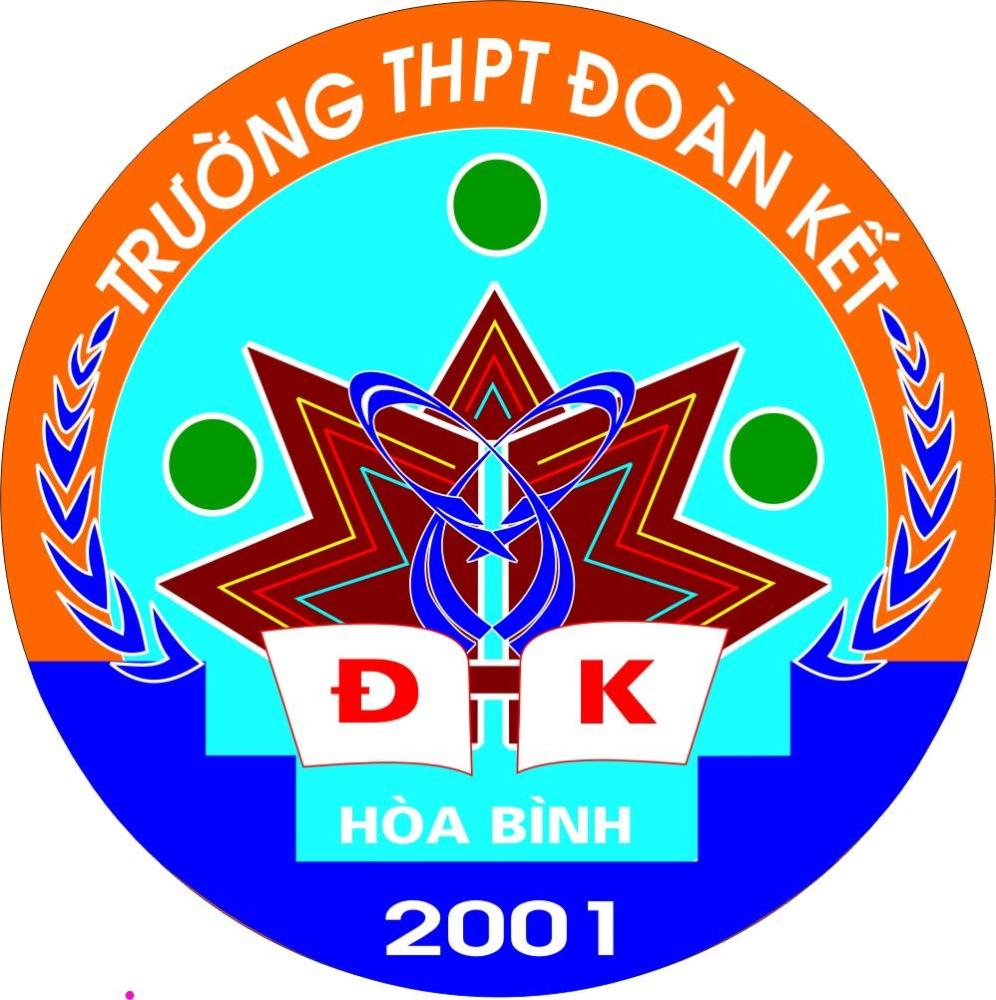 TRƯỜNG THPT ĐOÀN KẾT
Đ K
HÒA BÌNH
2001